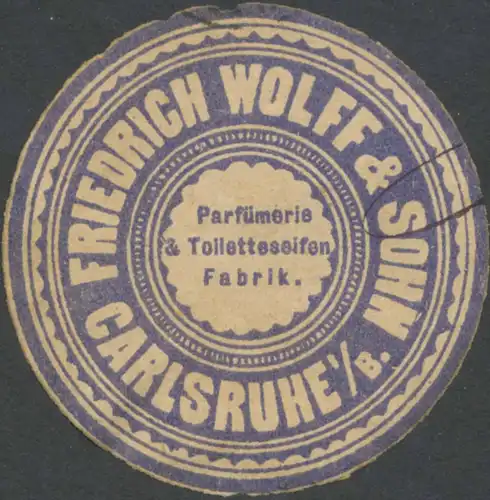 FRIEDRICH WOLFF & SOHN
CARLSRUHE i/B.
Parfümerie
& Toiletteseifen
Fabrik.